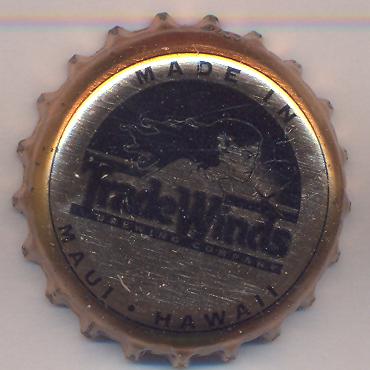 MADE IN
TradeWinds
BREWING COMPANY
MAUI • HAWAII